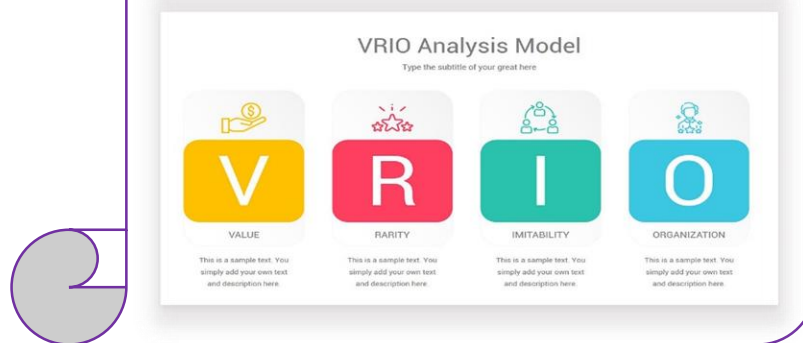 VRIO Analysis Model
Type the subtitle of your great here
V
R
I
O
VALUE
RARITY
IMITABILITY
ORGANIZATION
This is a sample text. You
simply add your own text
and description here.
This is a sample text. You
simply add your own text
and description here.
This is a sample text. You
simply add your own text
and description here.
This is a sample text. You
simply add your own text
and description here.